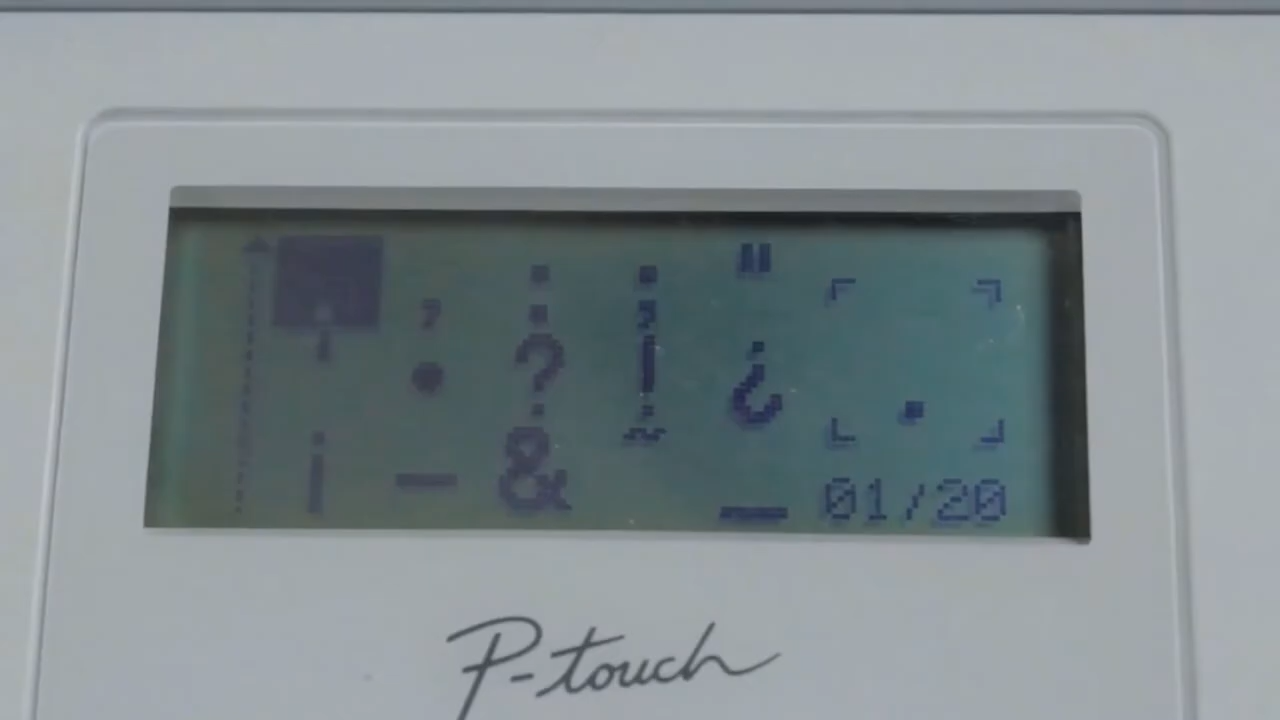 . , : ; "
' • ? ! ¿
¡ - & ~ _
.
01/20
P-touch